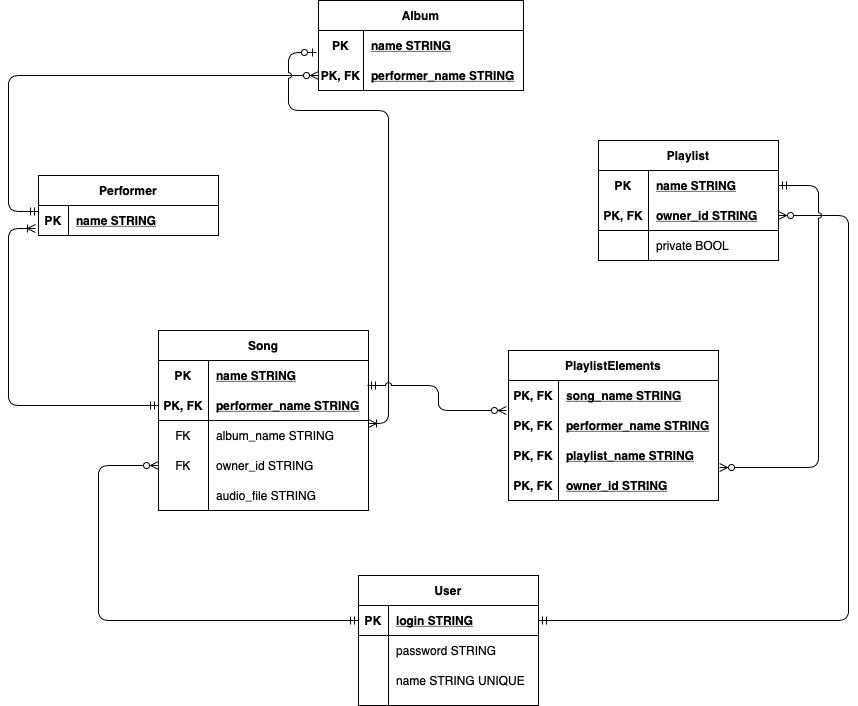 Album
PK name STRING
PK, FK performer_name STRING
Playlist
PK name STRING
PK, FK owner_id STRING
private BOOL
Performer
PK name STRING
Song
PK name STRING
PK, FK performer_name STRING
FK album_name STRING
FK owner_id STRING
audio_file STRING
PlaylistElements
PK, FK song_name STRING
PK, FK performer_name STRING
PK, FK playlist_name STRING
PK, FK owner_id STRING
User
PK login STRING
password STRING
name STRING UNIQUE